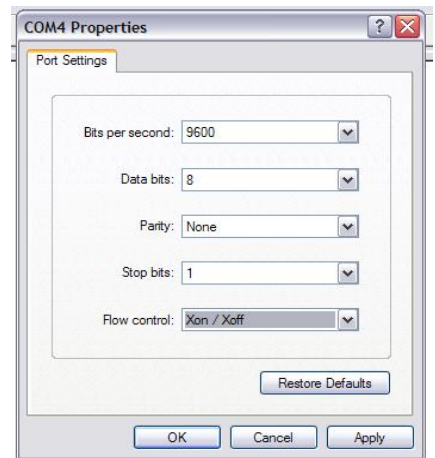 COM4 Properties
Port Settings
Bits per second: 9600
Data bits: 8
Parity: None
Stop bits: 1
Flow control: Xon / Xoff
Restore Defaults
OK Cancel Apply